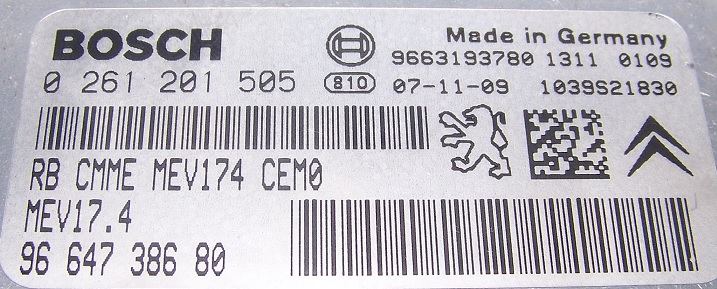 BOSCH
Made in Germany
9663193780 1311 0109
0 261 201 505
810
07-11-09
1039S21830
RB CMME MEV174 CEM0
MEV17.4
96 647 386 80